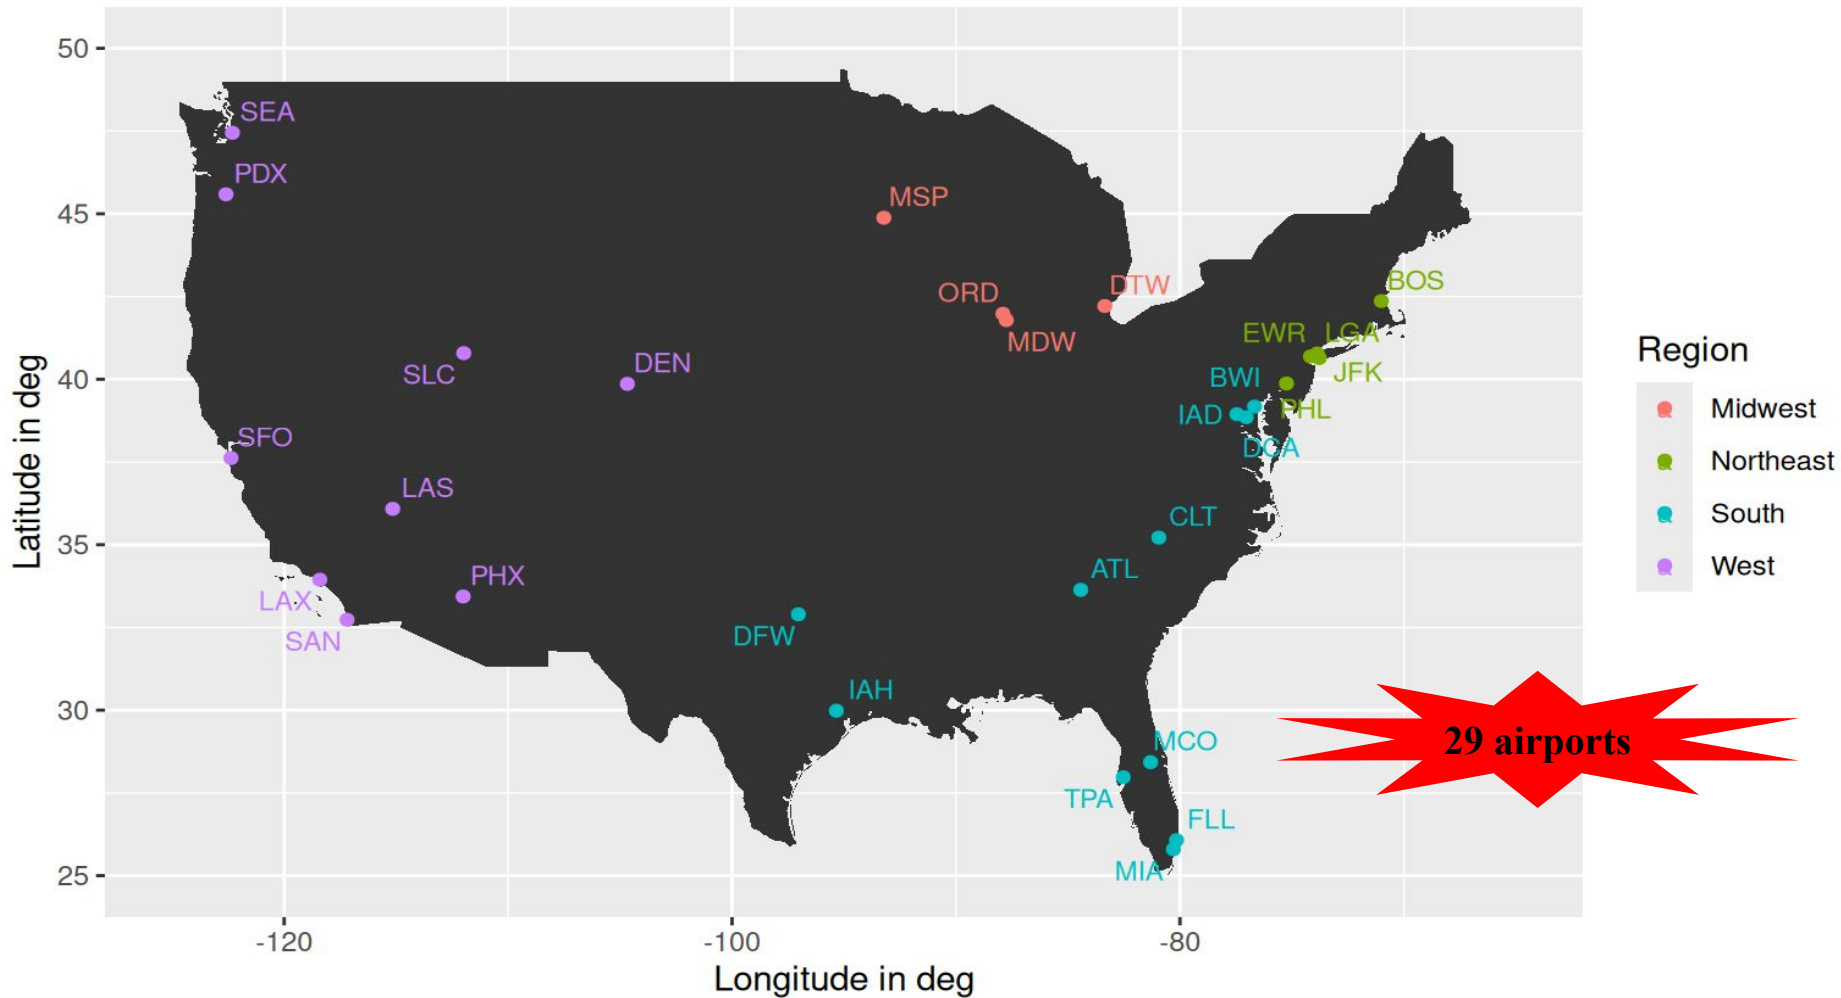 50
SEA
PDX
MSP
45
BOS
DTW
ORD
EWR LGA
MDW
DEN
SLC
JFK
40
BWI
PHL
IAD
SFO
DCA
LAS
CLT
35
PHX
ATL
LAX
DFW
SAN
IAH
30
MCO
29 airports
TPA
FLL
MIA
25
-120
-100
-80
Longitude in deg
Latitude in deg
Region
Midwest
Northeast
South
West